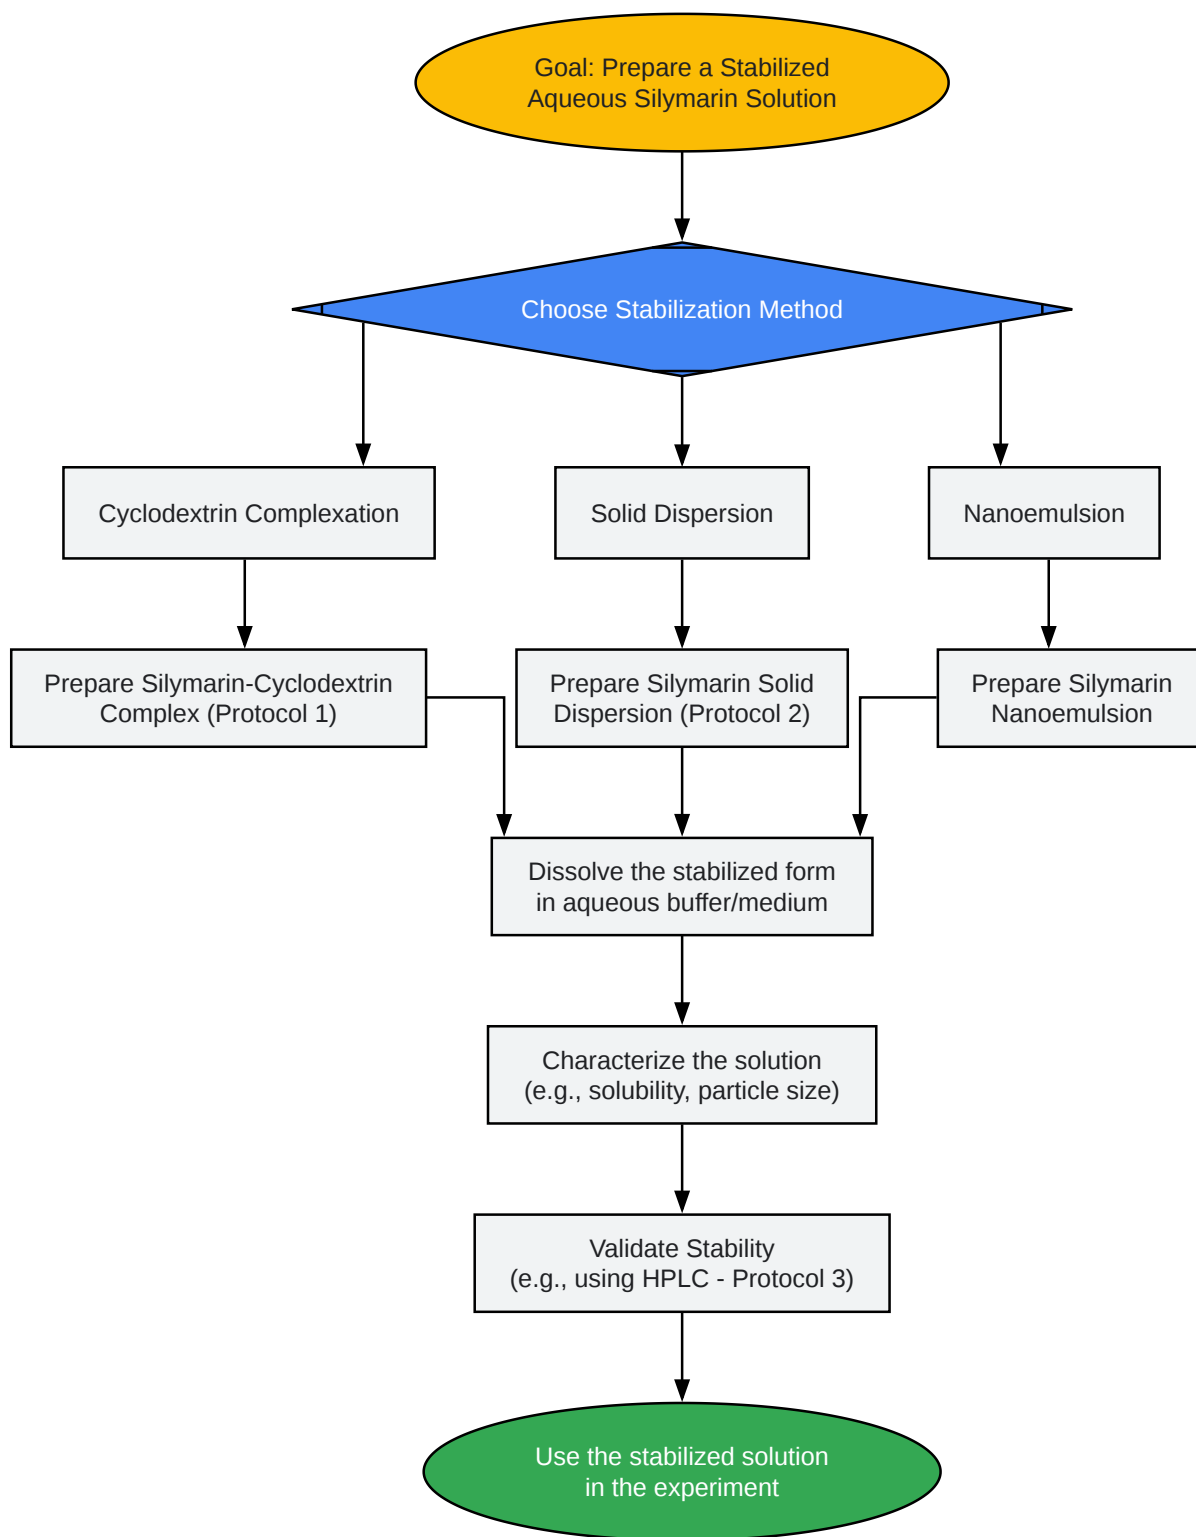 Goal: Prepare a Stabilized
Aqueous Silymarin Solution
Choose Stabilization Method
Cyclodextrin Complexation
Solid Dispersion
Nanoemulsion
Prepare Silymarin-Cyclodextrin
Complex (Protocol 1)
Prepare Silymarin Solid
Dispersion (Protocol 2)
Prepare Silymarin
Nanoemulsion
Dissolve the stabilized form
in aqueous buffer/medium
Characterize the solution
(e.g., solubility, particle size)
Validate Stability
(e.g., using HPLC - Protocol 3)
Use the stabilized solution
in the experiment